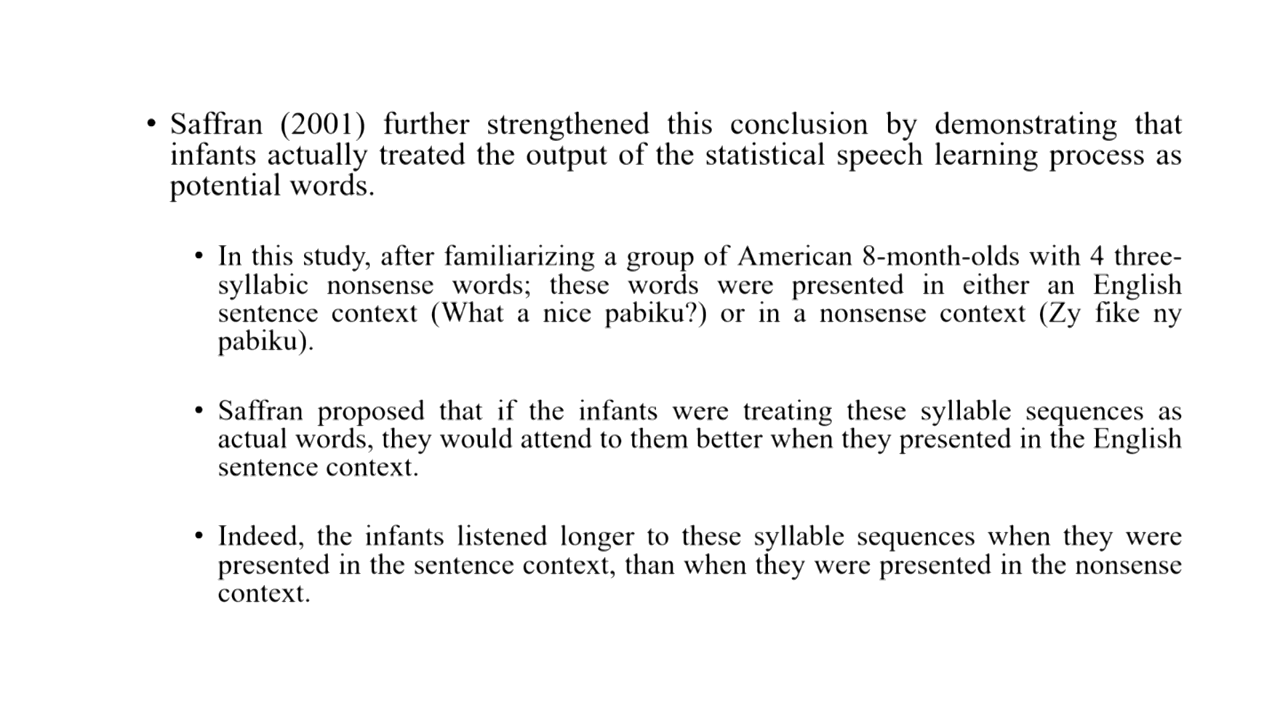 • Saffran (2001) further strengthened this conclusion by demonstrating that
infants actually treated the output of the statistical speech learning process as
potential words.
• In this study, after familiarizing a group of American 8-month-olds with 4 three-
syllabic nonsense words; these words were presented in either an English
sentence context (What a nice pabiku?) or in a nonsense context (Zy fike ny
pabiku).
• Saffran proposed that if the infants were treating these syllable sequences as
actual words, they would attend to them better when they presented in the English
sentence context.
• Indeed, the infants listened longer to these syllable sequences when they were
presented in the sentence context, than when they were presented in the nonsense
context.